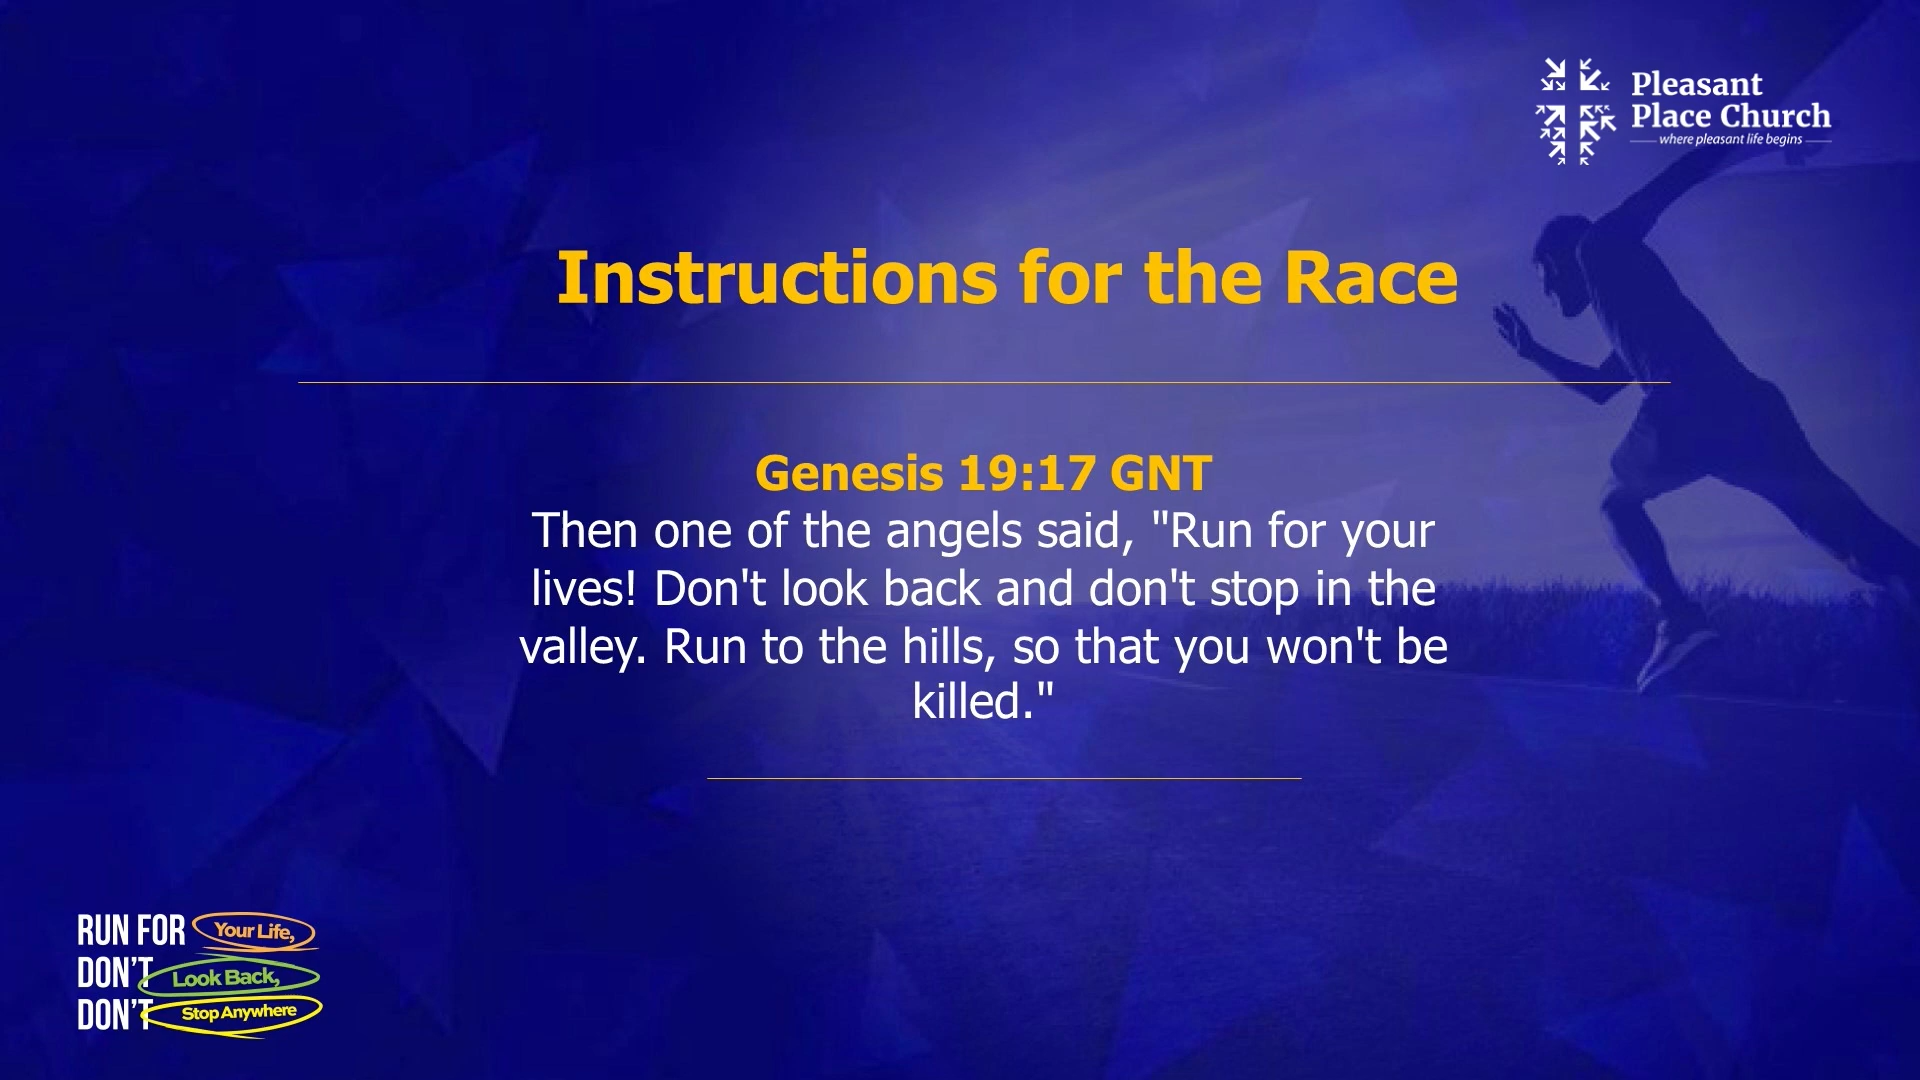 Pleasant
Place Church
where pleasant life begins
Instructions for the Race
Genesis 19:17 GNT
Then one of the angels said, "Run for your
lives! Don't look back and don't stop in the
valley. Run to the hills, so that you won't be
killed."
RUN FOR Your Life,
DON'T Look Back,
DON'T Stop Anywhere